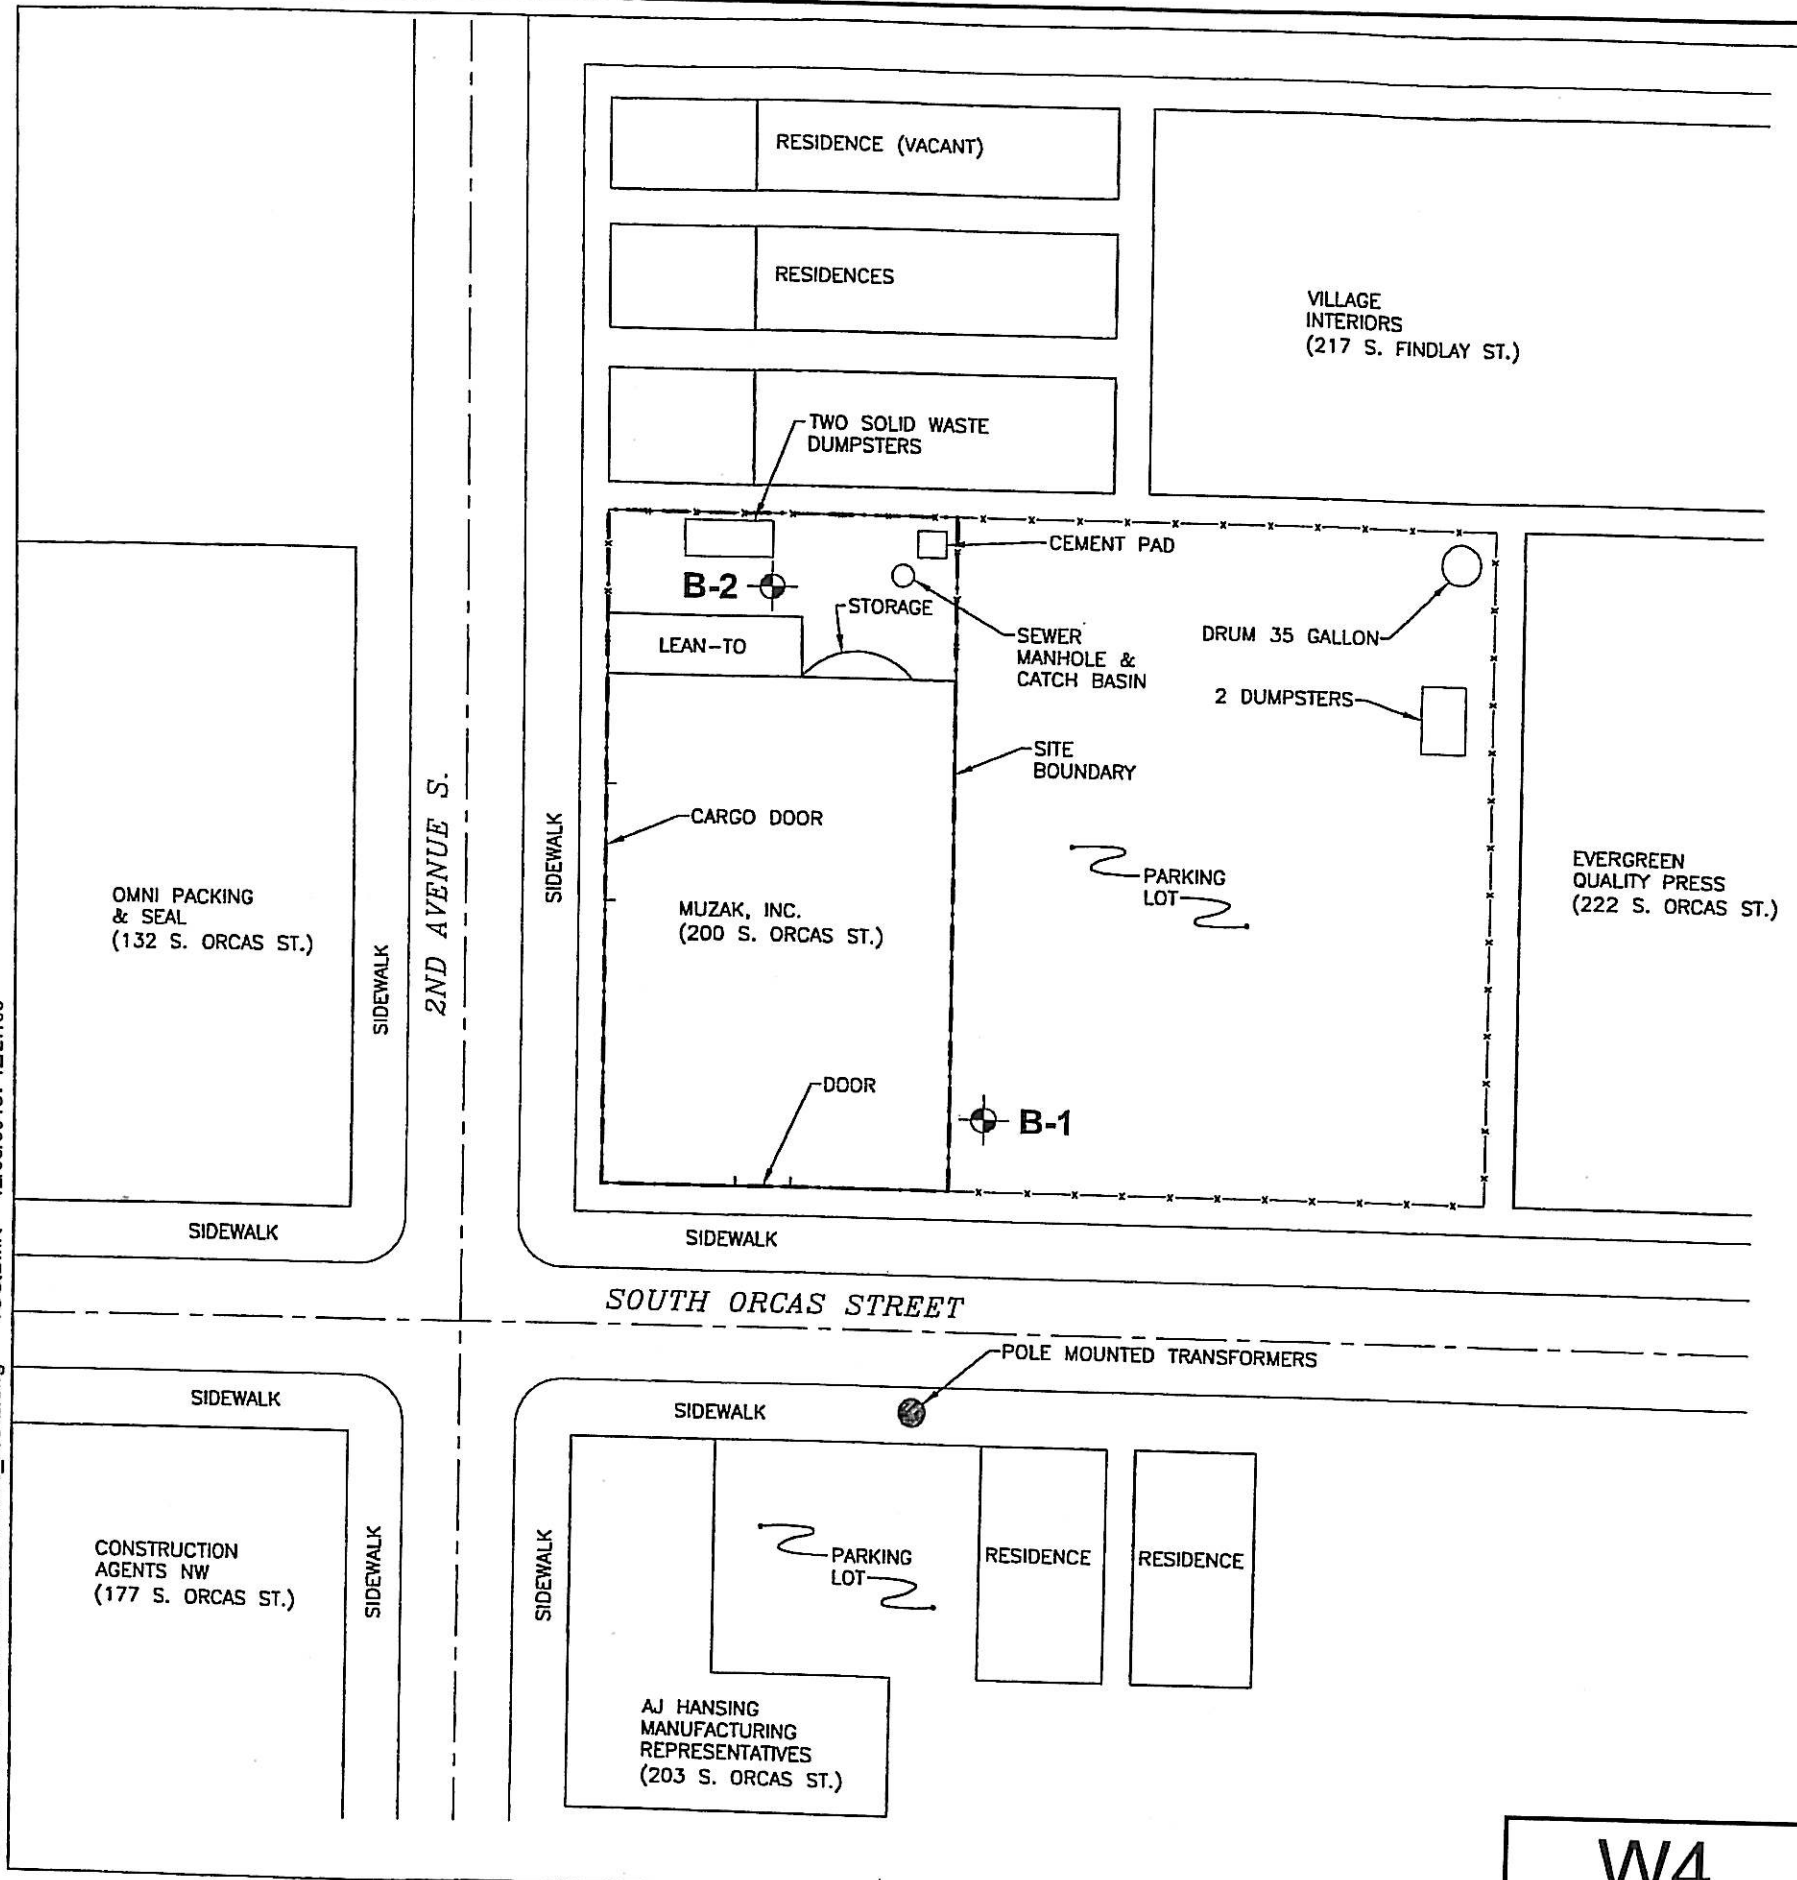 RESIDENCE (VACANT)
RESIDENCES
VILLAGE
INTERIORS
(217 S. FINDLAY ST.)
TWO SOLID WASTE
DUMPSTERS
CEMENT PAD
B-2
STORAGE
LEAN-TO
SEWER
MANHOLE &
CATCH BASIN
DRUM 35 GALLON
2 DUMPSTERS
SITE
BOUNDARY
CARGO DOOR
2ND AVENUE S.
SIDEWALK
SIDEWALK
OMNI PACKING
& SEAL
(132 S. ORCAS ST.)
MUZAK, INC.
(200 S. ORCAS ST.)
PARKING
LOT
EVERGREEN
QUALITY PRESS
(222 S. ORCAS ST.)
DOOR
B-1
SIDEWALK
SIDEWALK
SOUTH ORCAS STREET
POLE MOUNTED TRANSFORMERS
SIDEWALK
SIDEWALK
SIDEWALK
SIDEWALK
CONSTRUCTION
AGENTS NW
(177 S. ORCAS ST.)
PARKING
LOT
RESIDENCE
RESIDENCE
AJ HANSING
MANUFACTURING
REPRESENTATIVES
(203 S. ORCAS ST.)
W4